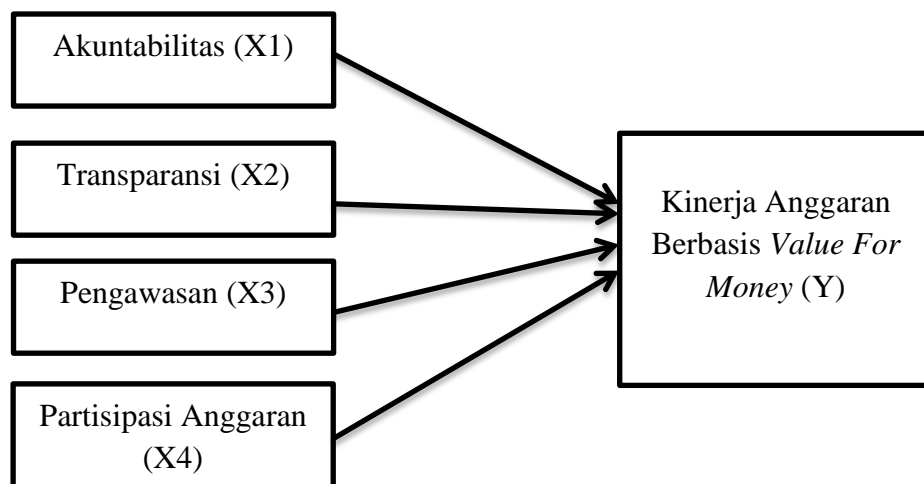 Akuntabilitas (X1)
Transparansi (X2)
Pengawasan (X3)
Partisipasi Anggaran
(X4)
Kinerja Anggaran
Berbasis Value For
Money (Y)